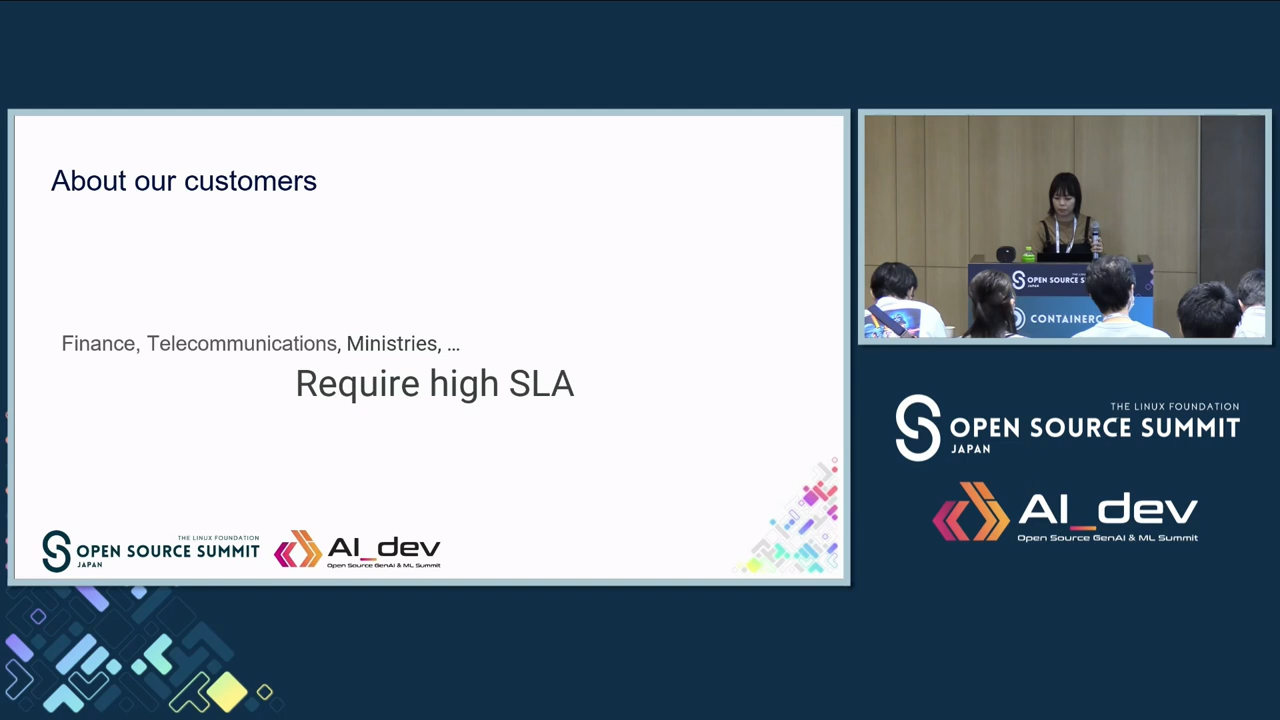 About our customers
Finance, Telecommunications, Ministries, ...
Require high SLA
THE LINUX FOUNDATION
OPEN SOURCE SUMMIT
JAPAN
AI_dev
Open Source GenAI & ML Summit
OPEN SOURCE S
JAPAN
CONTAINERC
THE LINUX FOUNDATION
OPEN SOURCE SUMMIT
JAPAN
AI_dev
Open Source GenAI & ML Summit